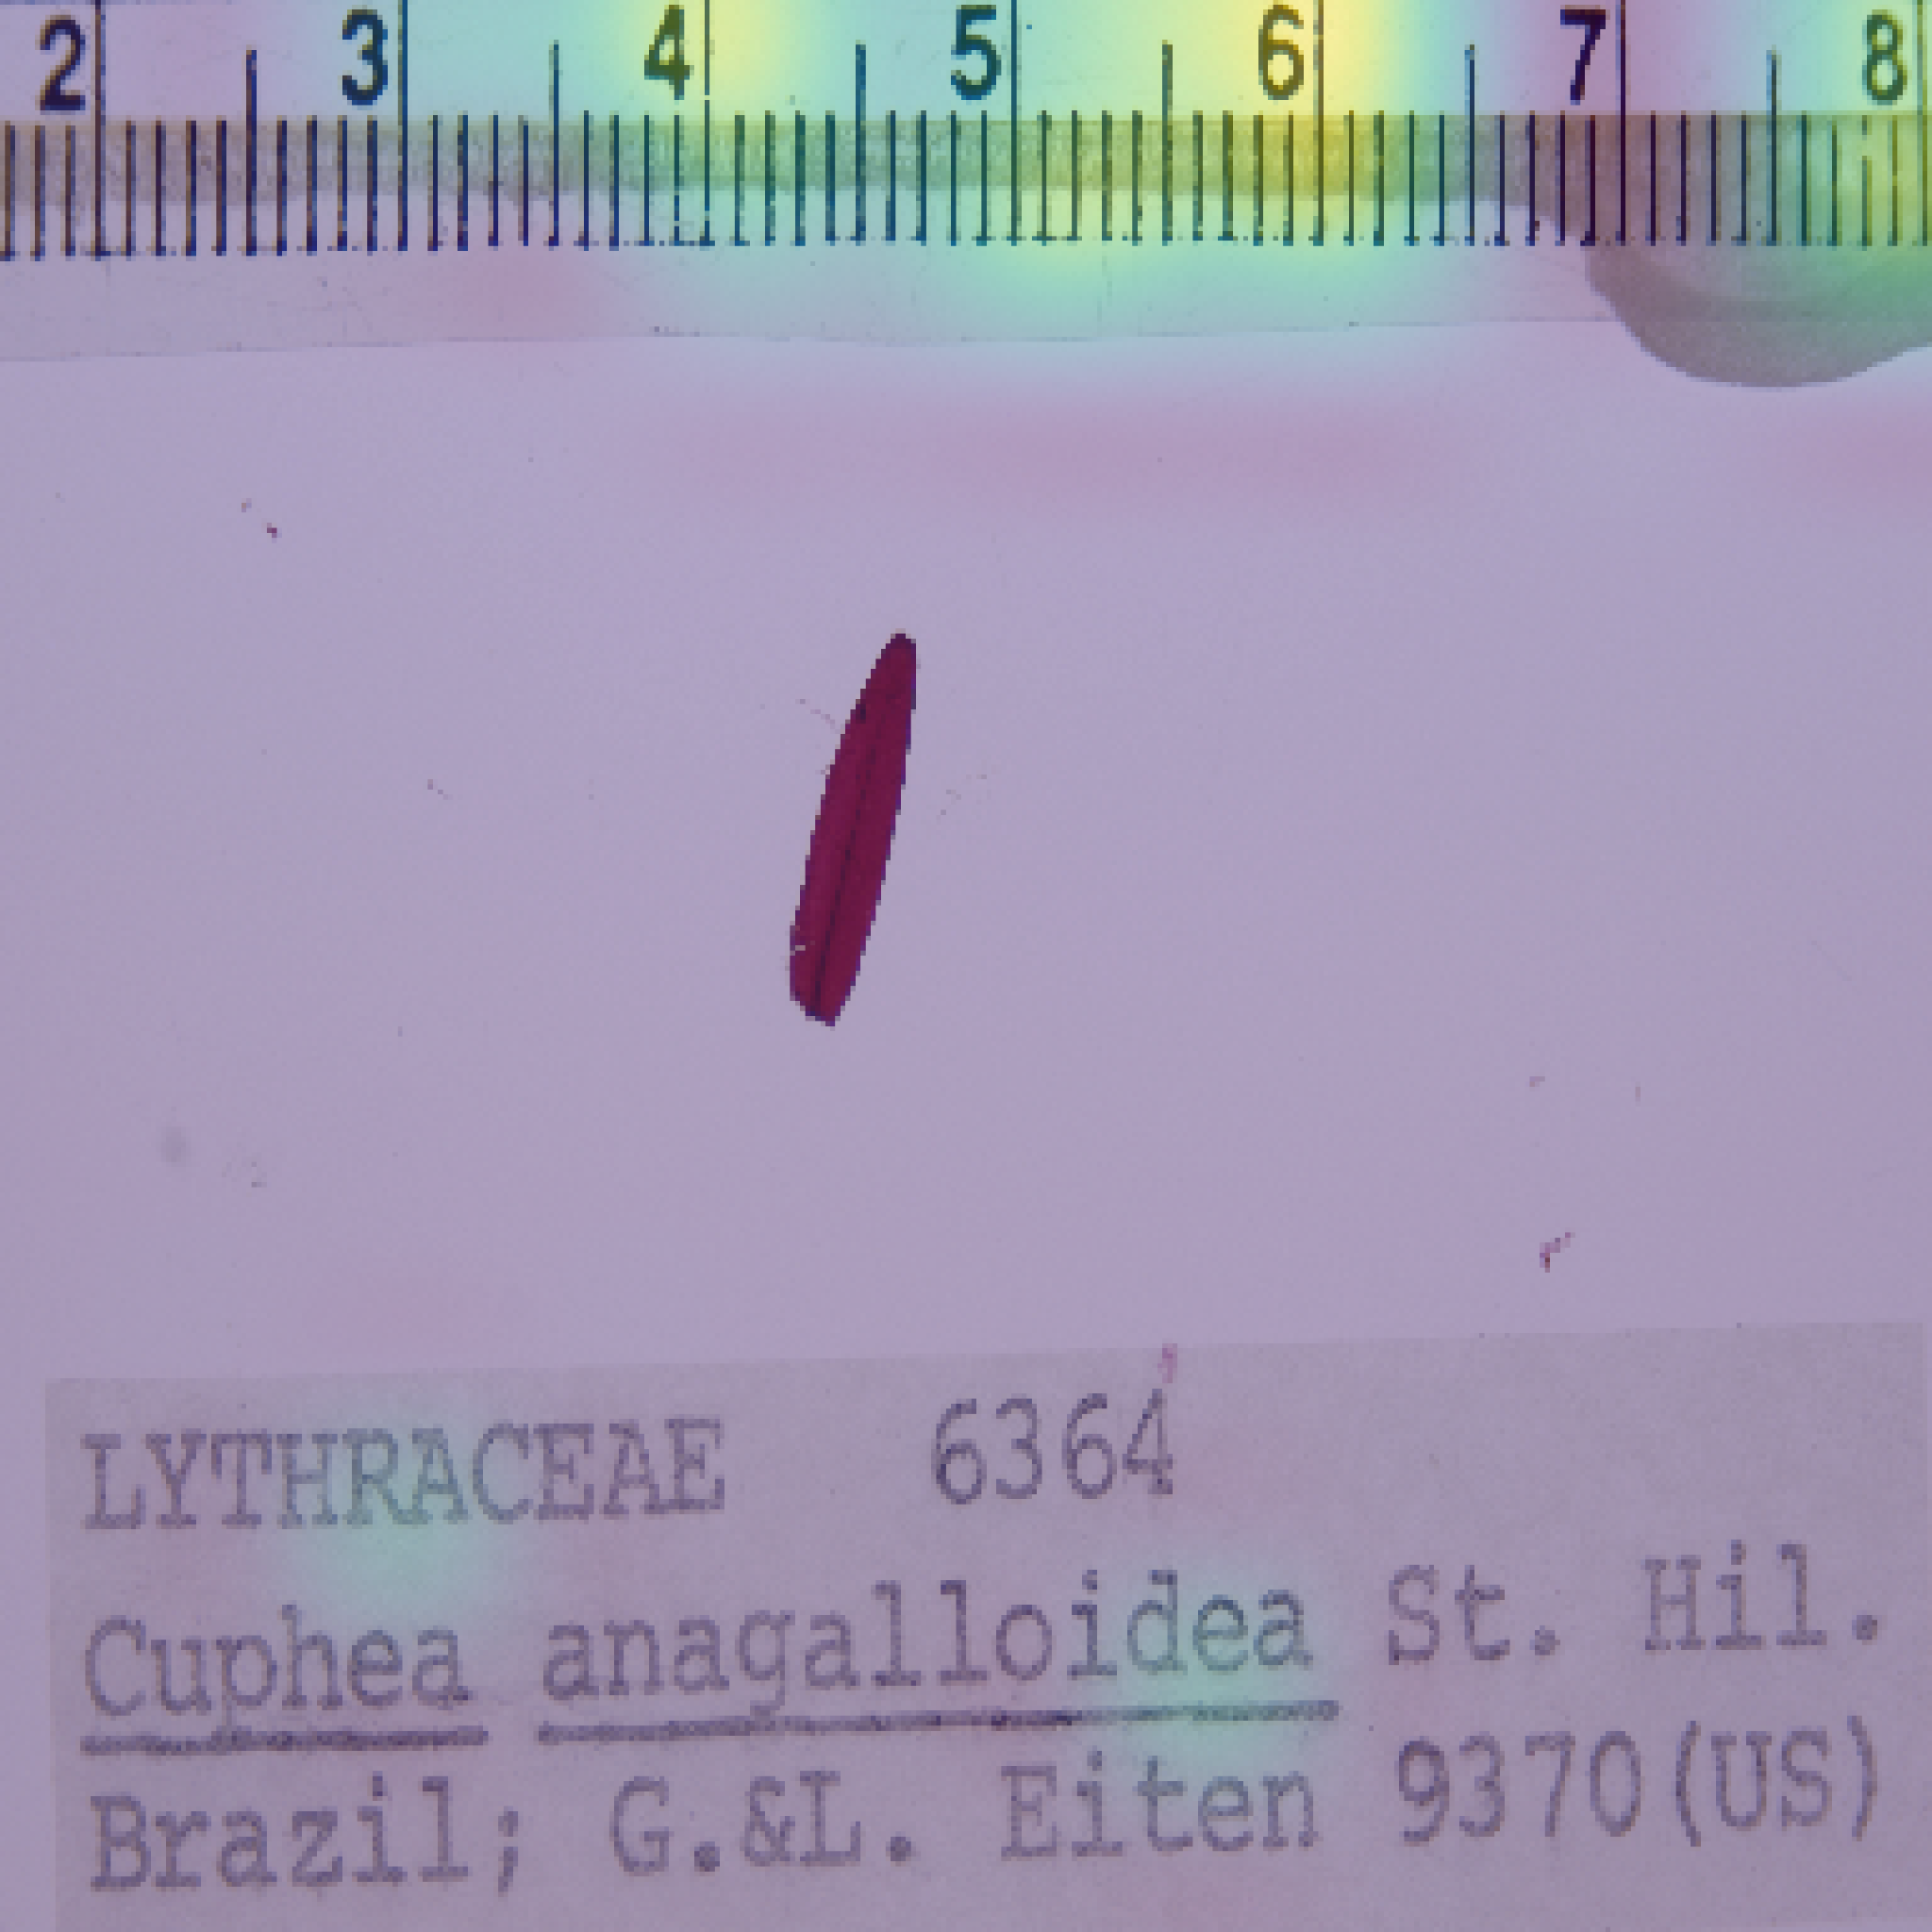 2 3 4 5 6 7 8
LYTHRACEAE 6364
Cuphea anagalloidea St. Hil.
Brazil; G.&L. Eiten 9370(US)